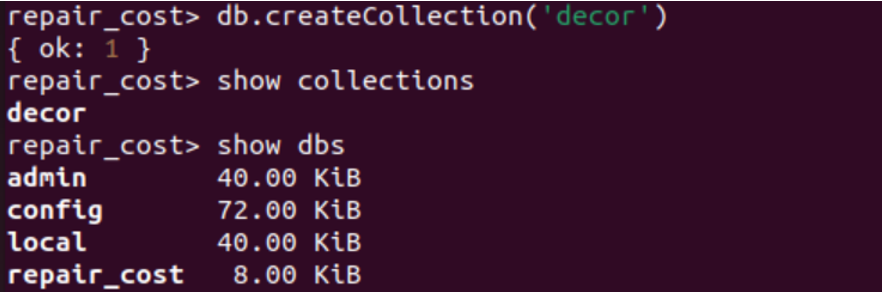 repair_cost> db.createCollection('decor')
{ ok: 1 }
repair_cost> show collections
decor
repair_cost> show dbs
admin        40.00 KiB
config       72.00 KiB
local        40.00 KiB
repair_cost   8.00 KiB